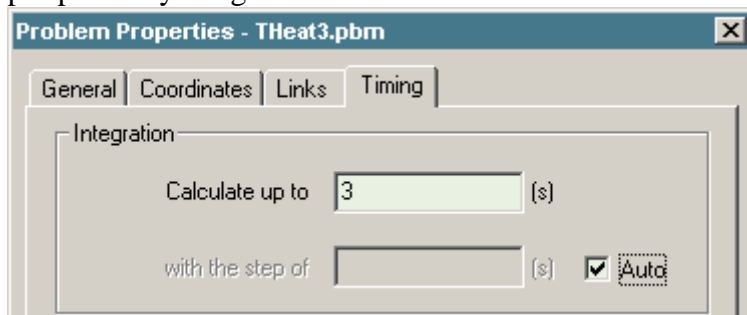 Problem Properties - THeat3.pbm
General Coordinates Links Timing
Integration
Calculate up to 3 (s)
with the step of (s) Auto